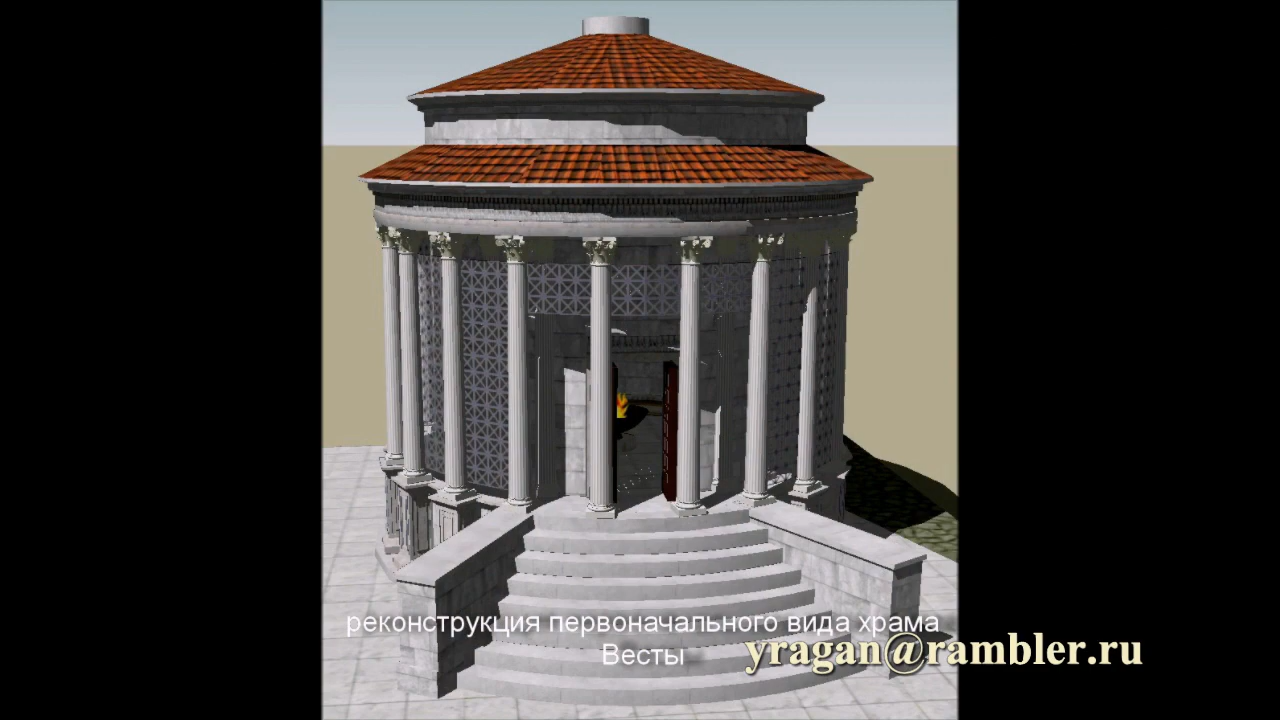 реконструкция первоначального вида храма
Весты
yragan@rambler.ru